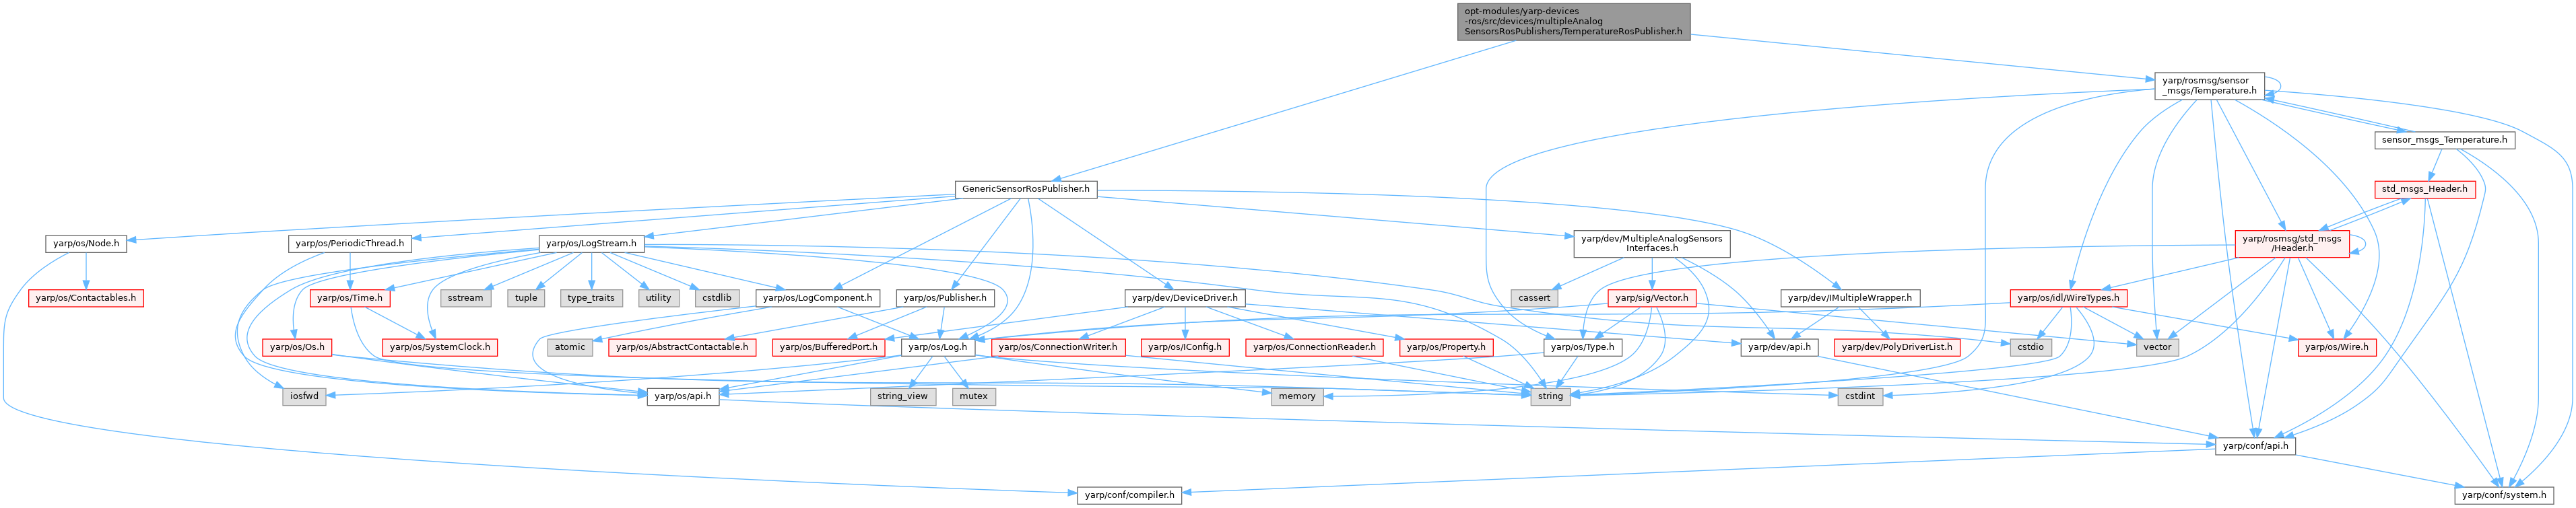 opt-modules/yarp-devices
-ros/src/devices/multipleAnalog
SensorsRosPublishers/TemperatureRosPublisher.h
yarp/rosmsg/sensor
_msgs/Temperature.h
sensor_msgs_Temperature.h
GenericSensorRosPublisher.h
std_msgs_Header.h
yarp/os/Node.h
yarp/os/PeriodicThread.h
yarp/os/LogStream.h
yarp/dev/MultipleAnalogSensors
Interfaces.h
yarp/rosmsg/std_msgs
/Header.h
yarp/os/Contactables.h
yarp/os/Time.h
sstream
tuple
type_traits
utility
cstdlib
yarp/os/LogComponent.h
yarp/os/Publisher.h
yarp/dev/DeviceDriver.h
cassert
yarp/sig/Vector.h
yarp/dev/IMultipleWrapper.h
yarp/os/idl/WireTypes.h
yarp/os/Os.h
yarp/os/SystemClock.h
atomic
yarp/os/AbstractContactable.h
yarp/os/BufferedPort.h
yarp/os/Log.h
yarp/os/ConnectionWriter.h
yarp/os/IConfig.h
yarp/os/ConnectionReader.h
yarp/os/Property.h
yarp/os/Type.h
yarp/dev/api.h
yarp/dev/PolyDriverList.h
cstdio
vector
yarp/os/Wire.h
iosfwd
yarp/os/api.h
string_view
mutex
memory
string
cstdint
yarp/conf/api.h
yarp/conf/compiler.h
yarp/conf/system.h